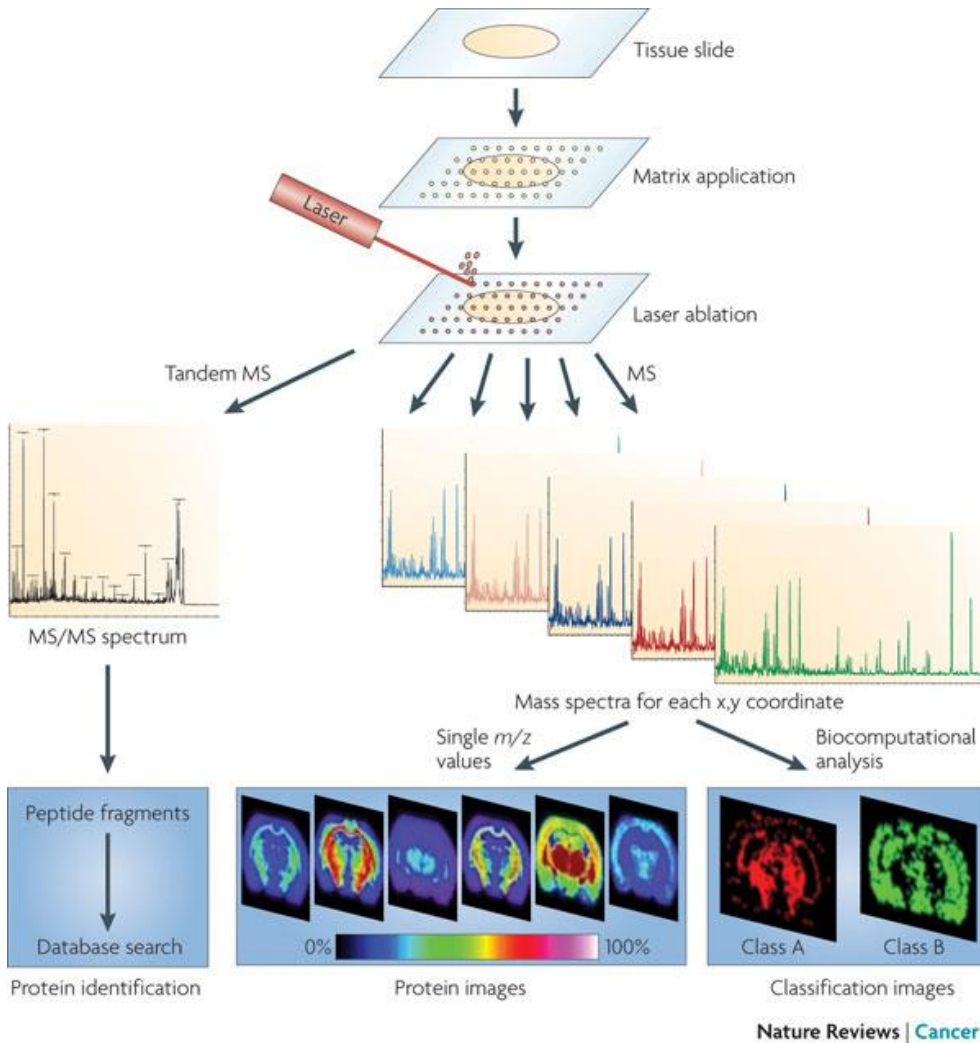 Tissue slide
Matrix application
Laser
Laser ablation
Tandem MS
MS
MS/MS spectrum
Mass spectra for each x,y coordinate
Single m/z
values
Biocomputational
analysis
Peptide fragments
Database search
0%
100%
Class A
Class B
Protein identification
Protein images
Classification images
Nature Reviews | Cancer